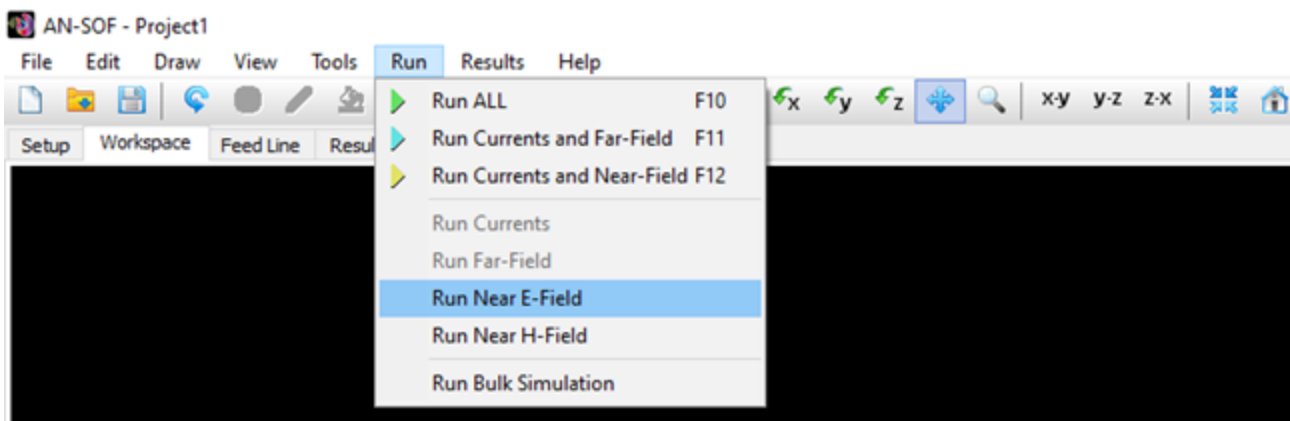 AN-SOF - Project1
File Edit Draw View Tools Run Results Help
x y z x-y y-z z-x
Setup Workspace Feed Line Resul
Run ALL F10
Run Currents and Far-Field F11
Run Currents and Near-Field F12
Run Currents
Run Far-Field
Run Near E-Field
Run Near H-Field
Run Bulk Simulation